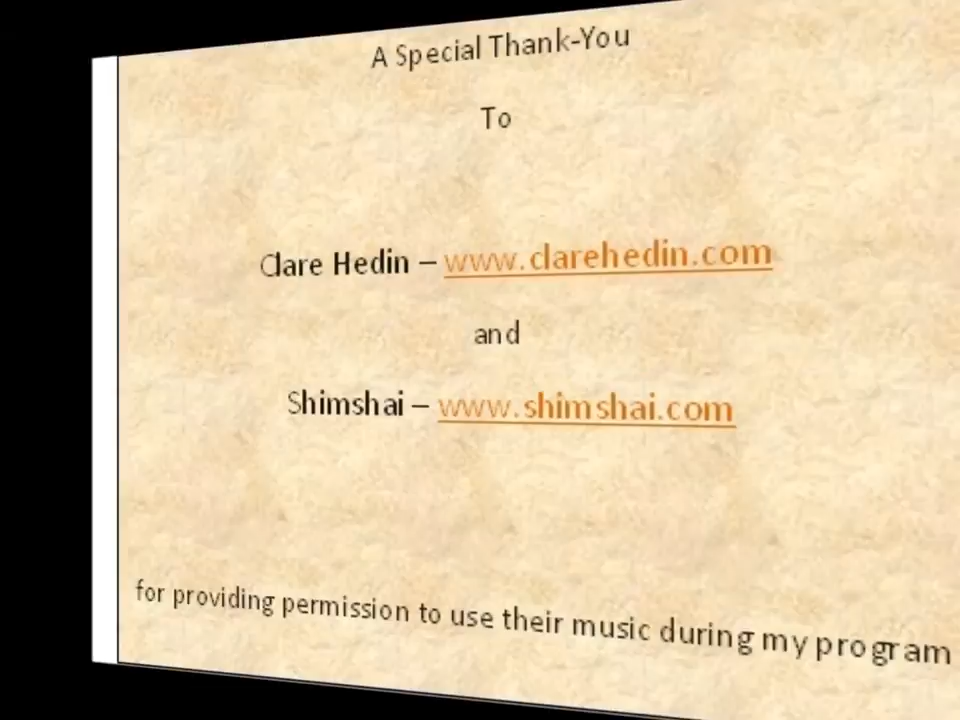 A Special Thank-You
To
Clare Hedin – www.clarehedin.com
and
Shimshai – www.shimshai.com
for providing permission to use their music during my program